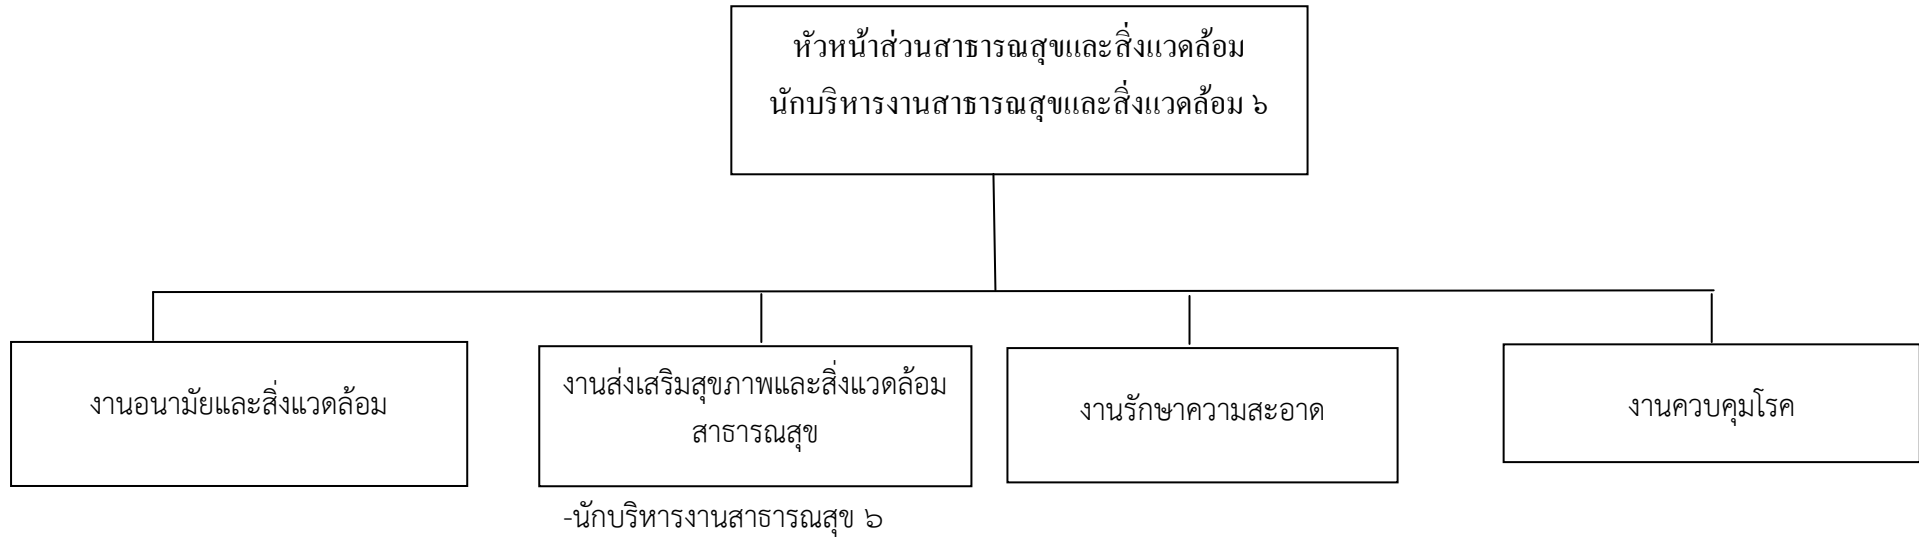 หัวหน้าส่วนสาธารณสุขและสิ่งแวดล้อม
นักบริหารงานสาธารณสุขและสิ่งแวดล้อม ๖
งานอนามัยและสิ่งแวดล้อม
งานส่งเสริมสุขภาพและสิ่งแวดล้อม
สาธารณสุข
งานรักษาความสะอาด
งานควบคุมโรค
-นักบริหารงานสาธารณสุข ๖